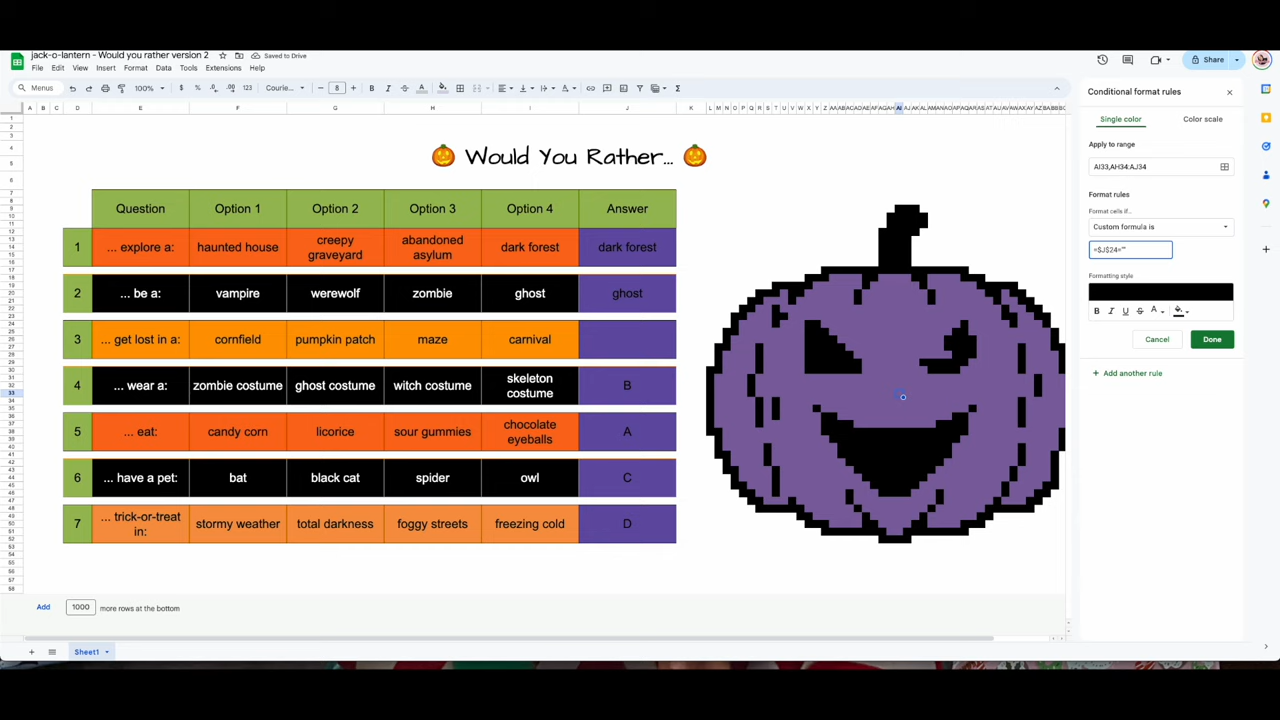 jack-o-lantern - Would you rather version 2
Saved to Drive
File Edit View Insert Format Data Tools Extensions Help
Share
Menus 100% $ % .0 .00 123 Courie... 8
Would You Rather...
Question Option 1 Option 2 Option 3 Option 4 Answer
1 ... explore a: haunted house creepy graveyard abandoned asylum dark forest dark forest
2 ... be a: vampire werewolf zombie ghost ghost
3 ... get lost in a: cornfield pumpkin patch maze carnival
4 ... wear a: zombie costume ghost costume witch costume skeleton costume B
5 ... eat: candy corn licorice sour gummies chocolate eyeballs A
6 ... have a pet: bat black cat spider owl C
7 ... trick-or-treat in: stormy weather total darkness foggy streets freezing cold D
Add 1000 more rows at the bottom
Sheet1
Conditional format rules
Single color Color scale
Apply to range
AI33,AH34:AJ34
Format rules
Format cells if...
Custom formula is
=$J$24=""
Formatting style
B I U S A
Cancel Done
+ Add another rule